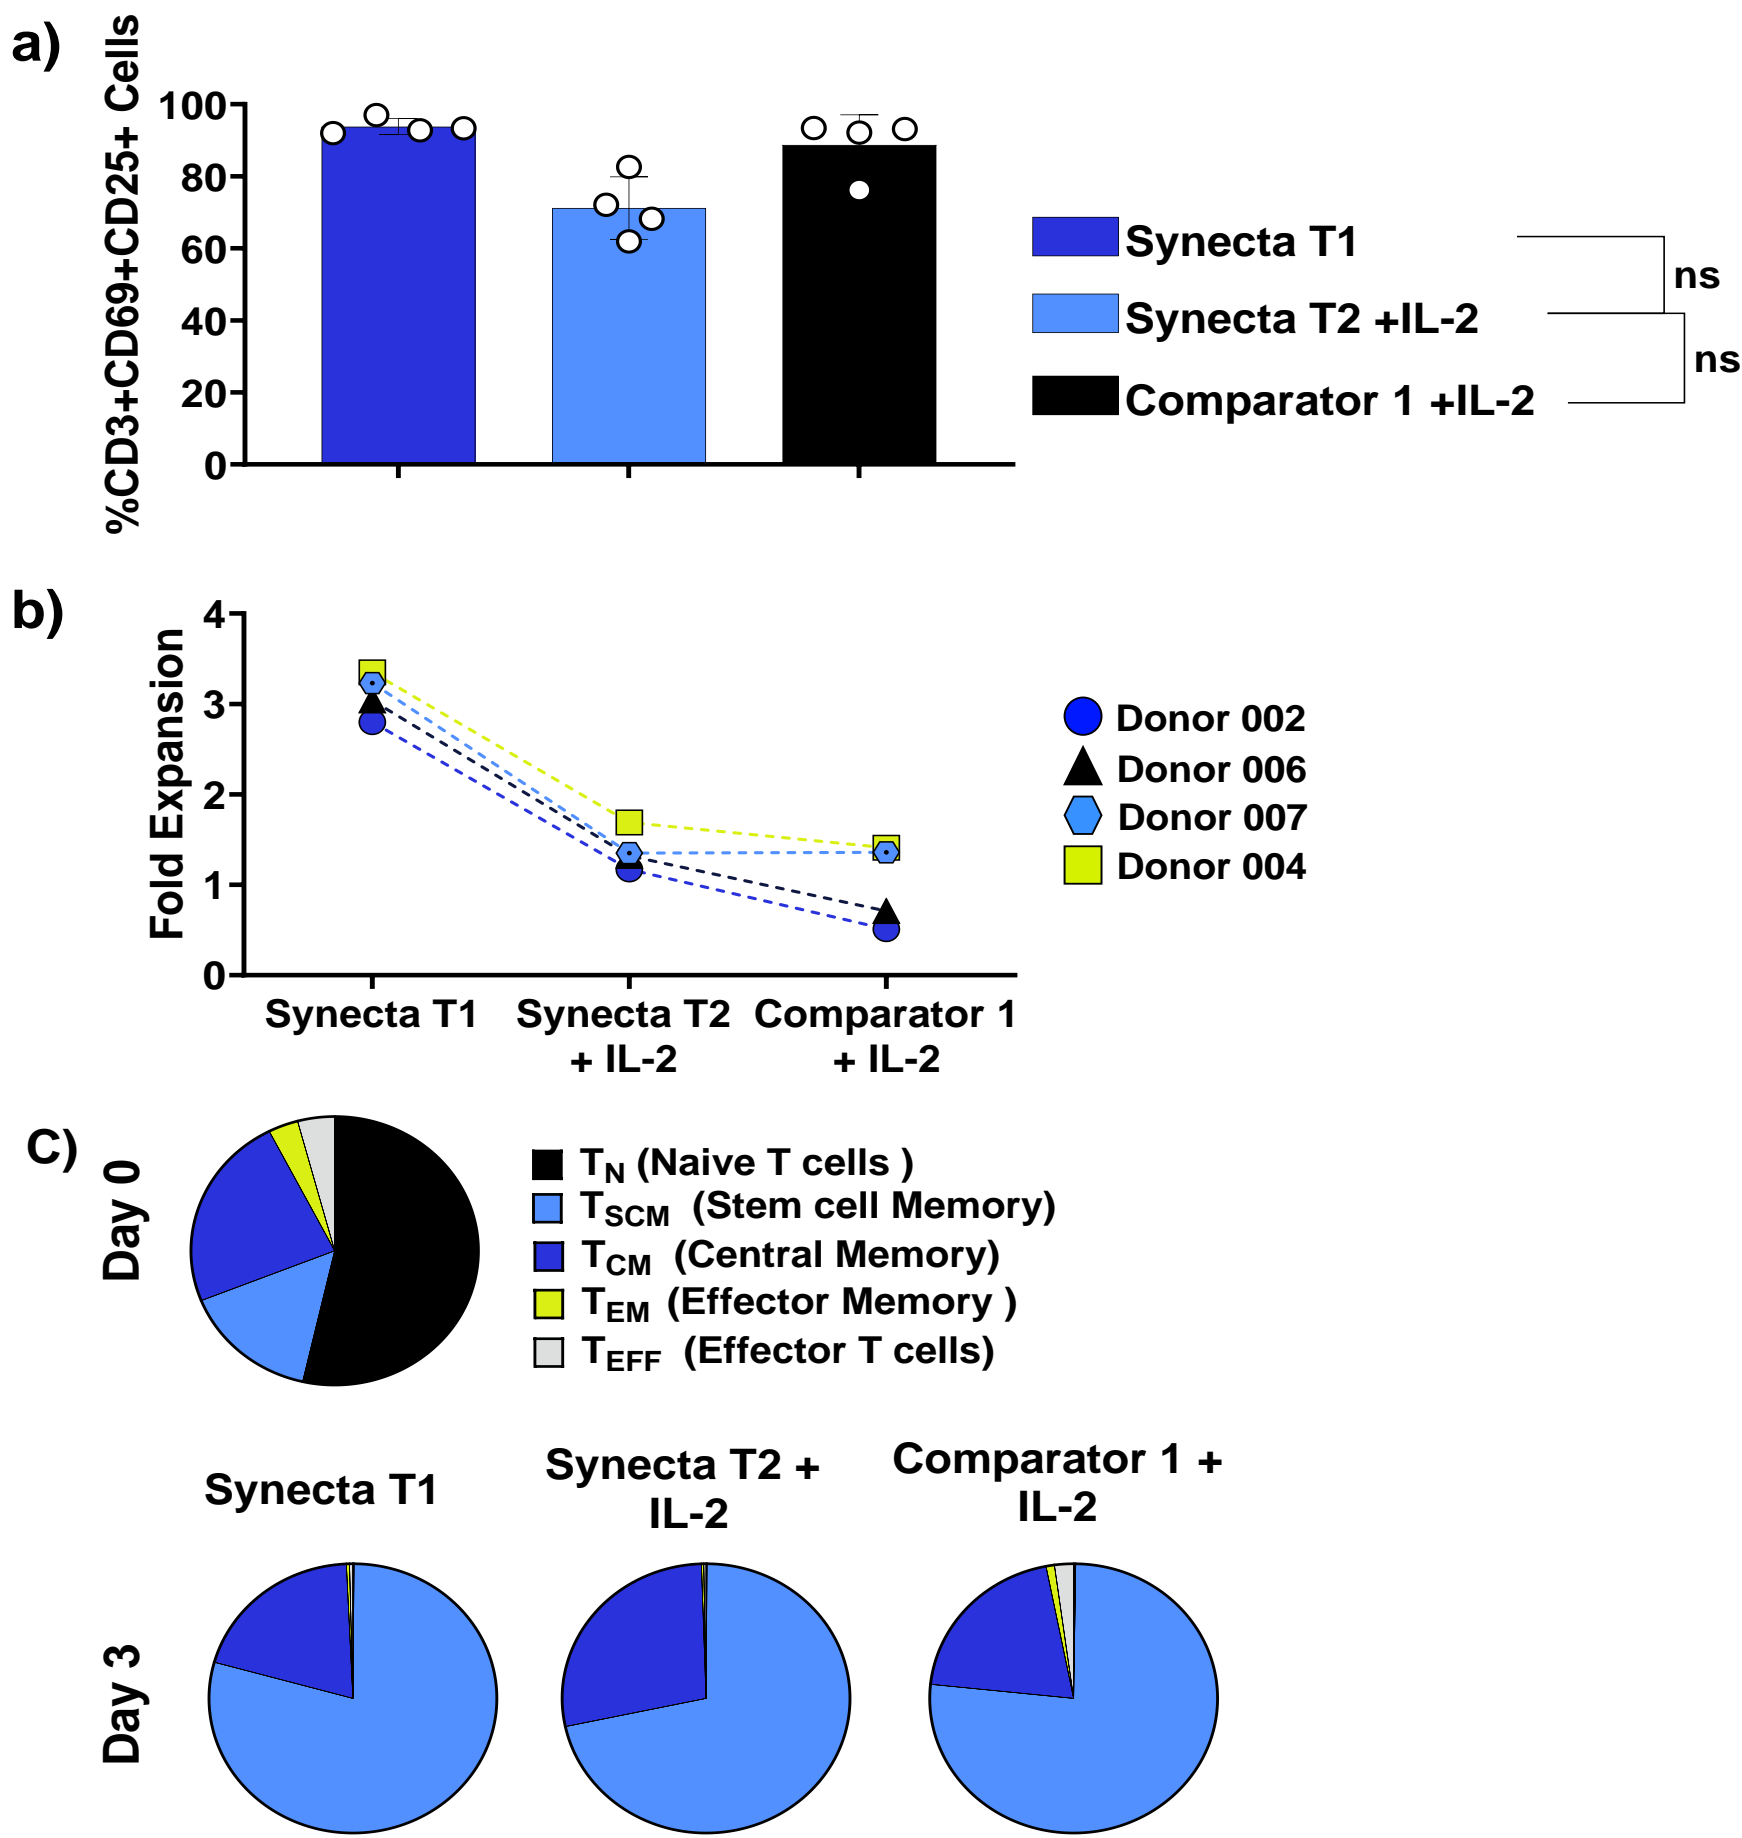 a)
%CD3+CD69+CD25+ Cells
100
80
60
40
20
0
Synecta T1
Synecta T2 +IL-2
Comparator 1 +IL-2
ns
ns
b)
Fold Expansion
4
3
2
1
0
Synecta T1
Synecta T2
+ IL-2
Comparator 1
+ IL-2
Donor 002
Donor 006
Donor 007
Donor 004
C)
Day 0
TN (Naive T cells )
TSCM (Stem cell Memory)
TCM (Central Memory)
TEM (Effector Memory )
TEFF (Effector T cells)
Day 3
Synecta T1
Synecta T2 +
IL-2
Comparator 1 +
IL-2